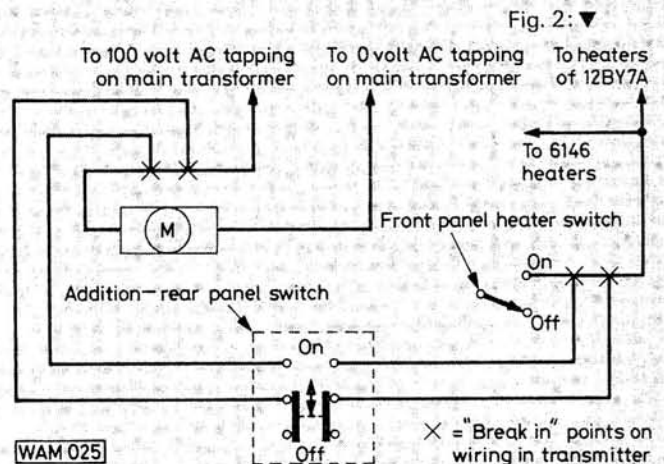 Fig. 2: ▼
To 100 volt AC tapping
on main transformer
To 0 volt AC tapping
on main transformer
To heaters
of 12BY7A
To 6146
heaters
M
Front panel heater switch
On
Off
Addition—rear panel switch
On
Off
× = "Break in" points on
wiring in transmitter
WAM 025